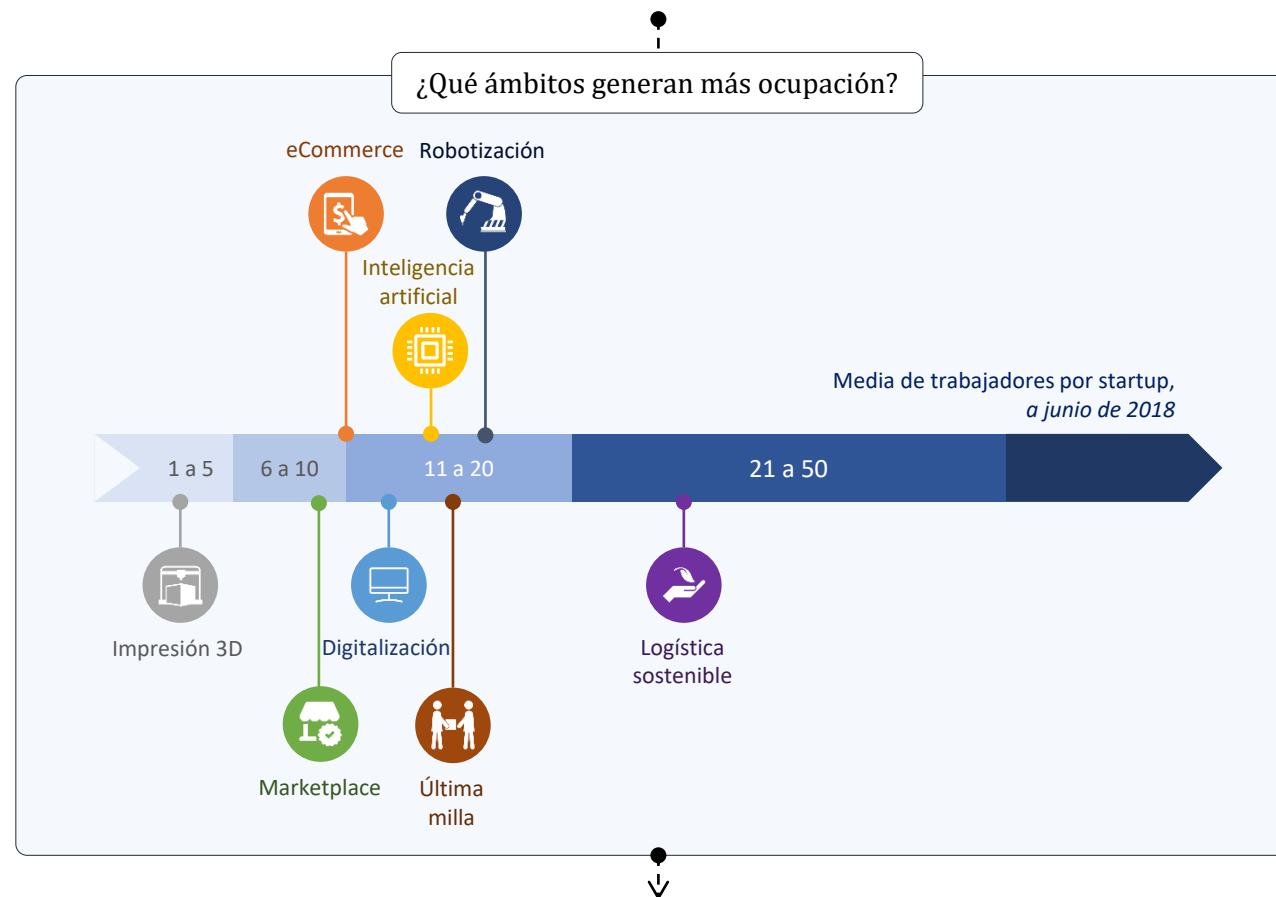 ¿Qué ámbitos generan más ocupación?
eCommerce
Robotización
$
Inteligencia
artificial
Media de trabajadores por startup,
a junio de 2018
1 a 5
6 a 10
11 a 20
21 a 50
Impresión 3D
Digitalización
Logística
sostenible
Marketplace
Última
milla